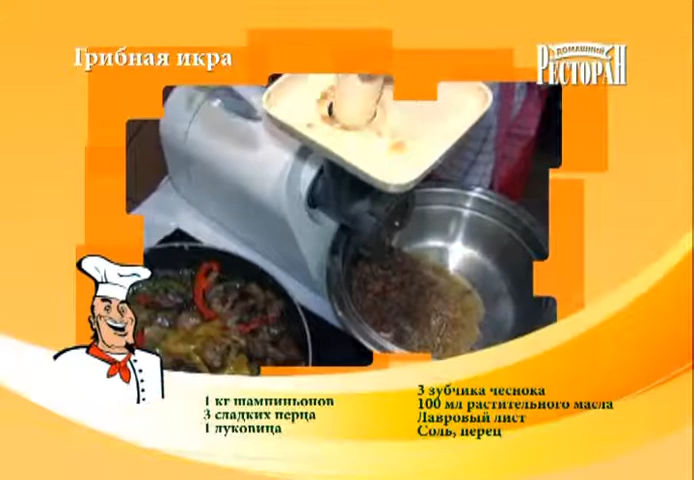 Грибная икра
ДОМАШНИЙ
РЕСТОРАН
1 кг шампиньонов
3 сладких перца
1 луковица
3 зубчика чеснока
100 мл растительного масла
Лавровый лист
Соль, перец